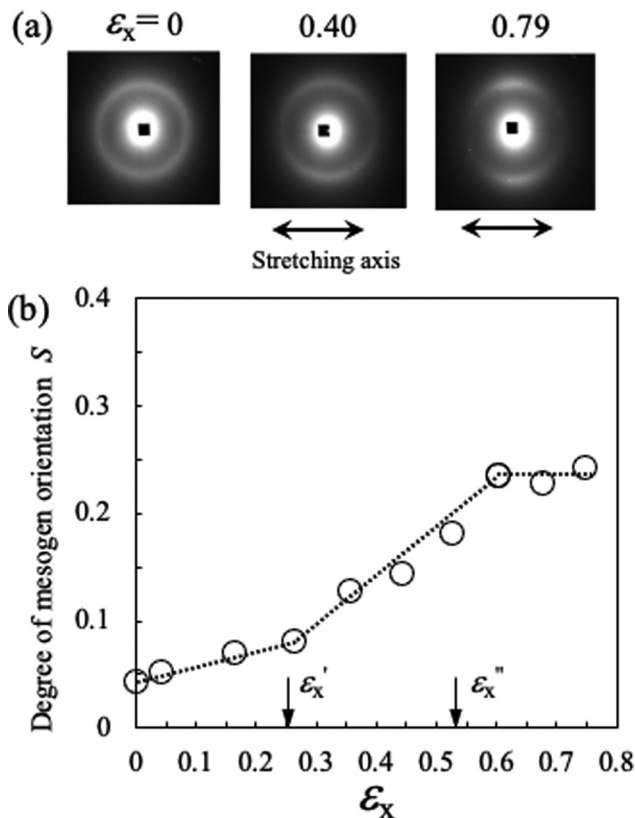 (a) εx= 0 0.40 0.79
Stretching axis
(b)
Degree of mesogen orientation S
0.4
0.3
0.2
0.1
0
εx' εx"
0 0.1 0.2 0.3 0.4 0.5 0.6 0.7 0.8
εx